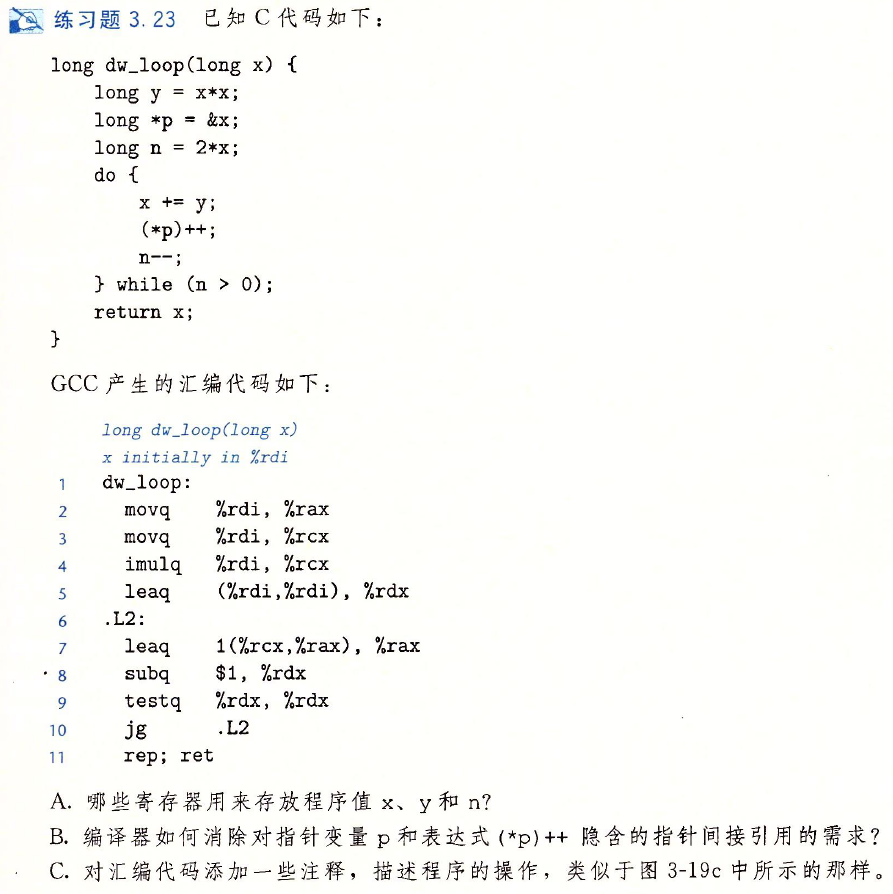 练习题 3.23 已知 C 代码如下：
long dw_loop(long x) {
    long y = x*x;
    long *p = &x;
    long n = 2*x;
    do {
        x += y;
        (*p)++;
        n--;
    } while (n > 0);
    return x;
}
GCC 产生的汇编代码如下：
long dw_loop(long x)
x initially in %rdi
1 dw_loop:
2 movq %rdi, %rax
3 movq %rdi, %rcx
4 imulq %rdi, %rcx
5 leaq (%rdi,%rdi), %rdx
6 .L2:
7 leaq 1(%rcx,%rax), %rax
8 subq $1, %rdx
9 testq %rdx, %rdx
10 jg .L2
11 rep; ret
A. 哪些寄存器用来存放程序值 x、y 和 n?
B. 编译器如何消除对指针变量 p 和表达式 (*p)++ 隐含的指针间接引用的需求?
C. 对汇编代码添加一些注释，描述程序的操作，类似于图 3-19c 中所示的那样。